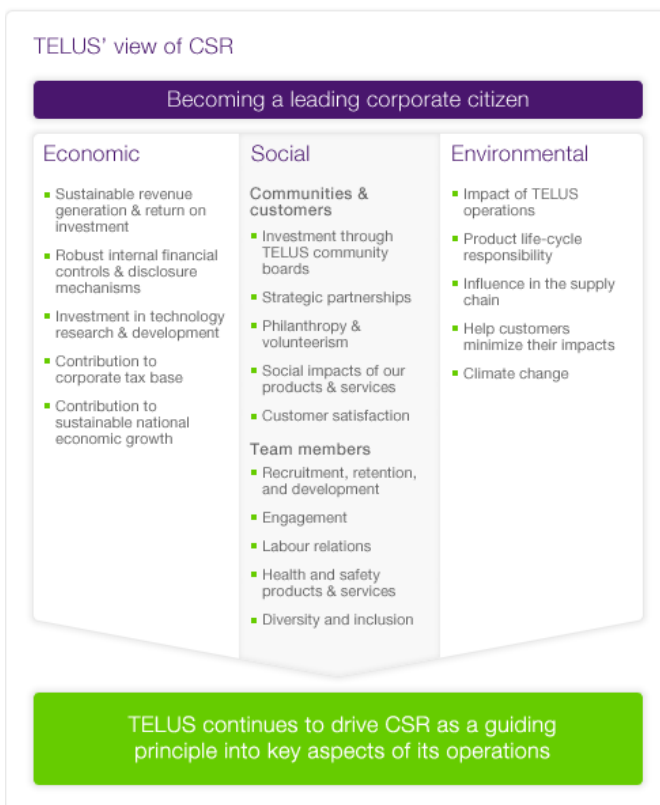 TELUS' view of CSR
Becoming a leading corporate citizen
Economic
Sustainable revenue
generation & return on
investment
Robust internal financial
controls & disclosure
mechanisms
Investment in technology
research & development
Contribution to
corporate tax base
Contribution to
sustainable national
economic growth
Social
Communities &
customers
Investment through
TELUS community
boards
Strategic partnerships
Philanthropy &
volunteerism
Social impacts of our
products & services
Customer satisfaction
Team members
Recruitment, retention,
and development
Engagement
Labour relations
Health and safety
products & services
Diversity and inclusion
Environmental
Impact of TELUS
operations
Product life-cycle
responsibility
Influence in the supply
chain
Help customers
minimize their impacts
Climate change
TELUS continues to drive CSR as a guiding
principle into key aspects of its operations